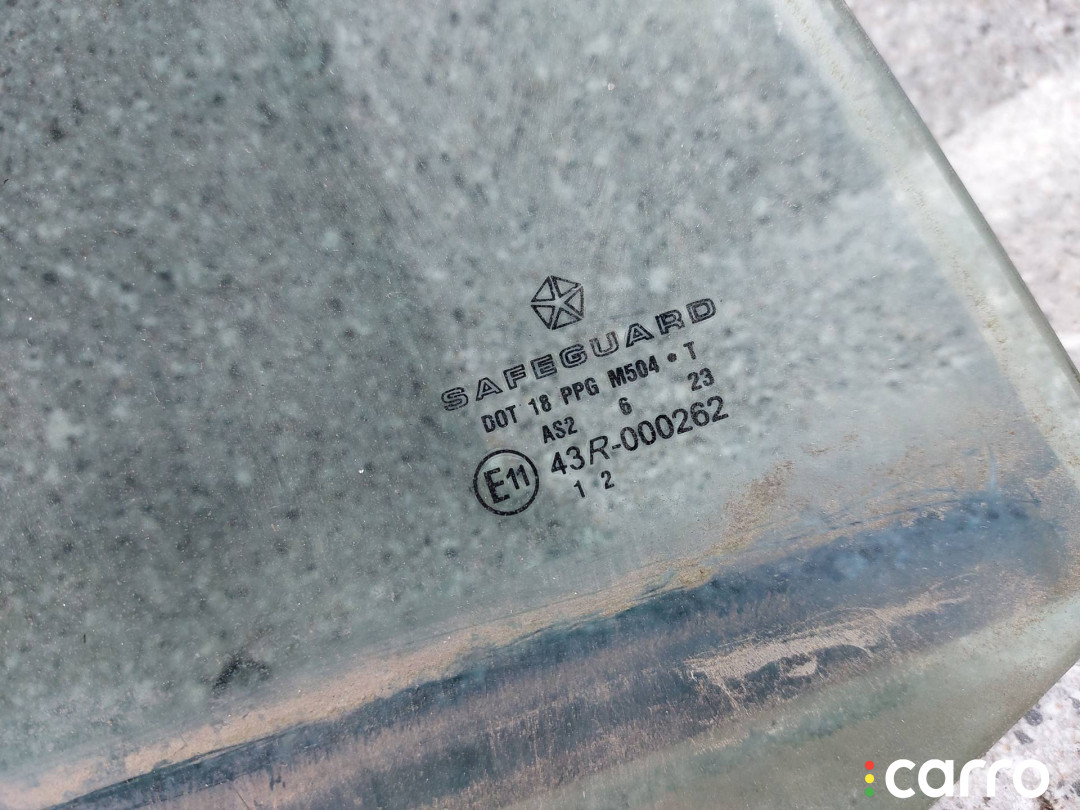 SAFEGUARD
DOT 18 PPG M504 • T
AS2 6 23
E11 43R-000262
1 2
carro